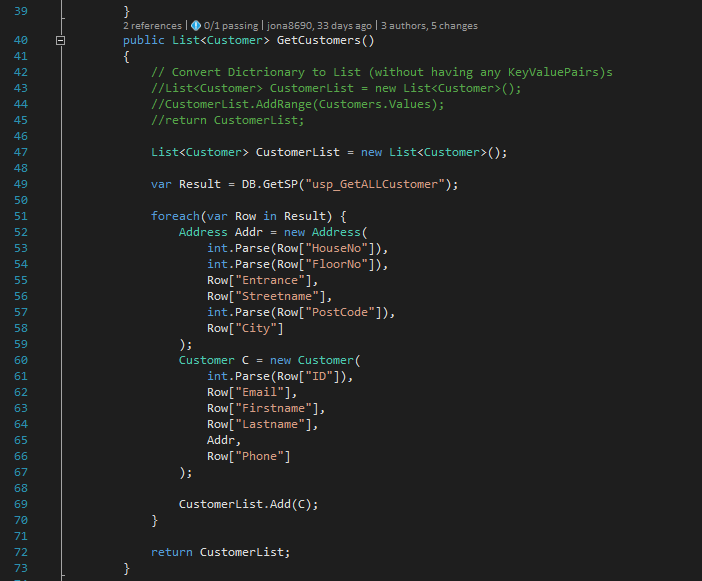 39 }
2 references | 0/1 passing | jona8690, 33 days ago | 3 authors, 5 changes
40 public List<Customer> GetCustomers()
41 {
42 // Convert Dictrionary to List (without having any KeyValuePairs)s
43 //List<Customer> CustomerList = new List<Customer>();
44 //CustomerList.AddRange(Customers.Values);
45 //return CustomerList;
46
47 List<Customer> CustomerList = new List<Customer>();
48
49 var Result = DB.GetSP("usp_GetALLCustomer");
50
51 foreach(var Row in Result) {
52 Address Addr = new Address(
53 int.Parse(Row["HouseNo"]),
54 int.Parse(Row["FloorNo"]),
55 Row["Entrance"],
56 Row["Streetname"],
57 int.Parse(Row["PostCode"]),
58 Row["City"]
59 );
60 Customer C = new Customer(
61 int.Parse(Row["ID"]),
62 Row["Email"],
63 Row["Firstname"],
64 Row["Lastname"],
65 Addr,
66 Row["Phone"]
67 );
68
69 CustomerList.Add(C);
70 }
71
72 return CustomerList;
73 }